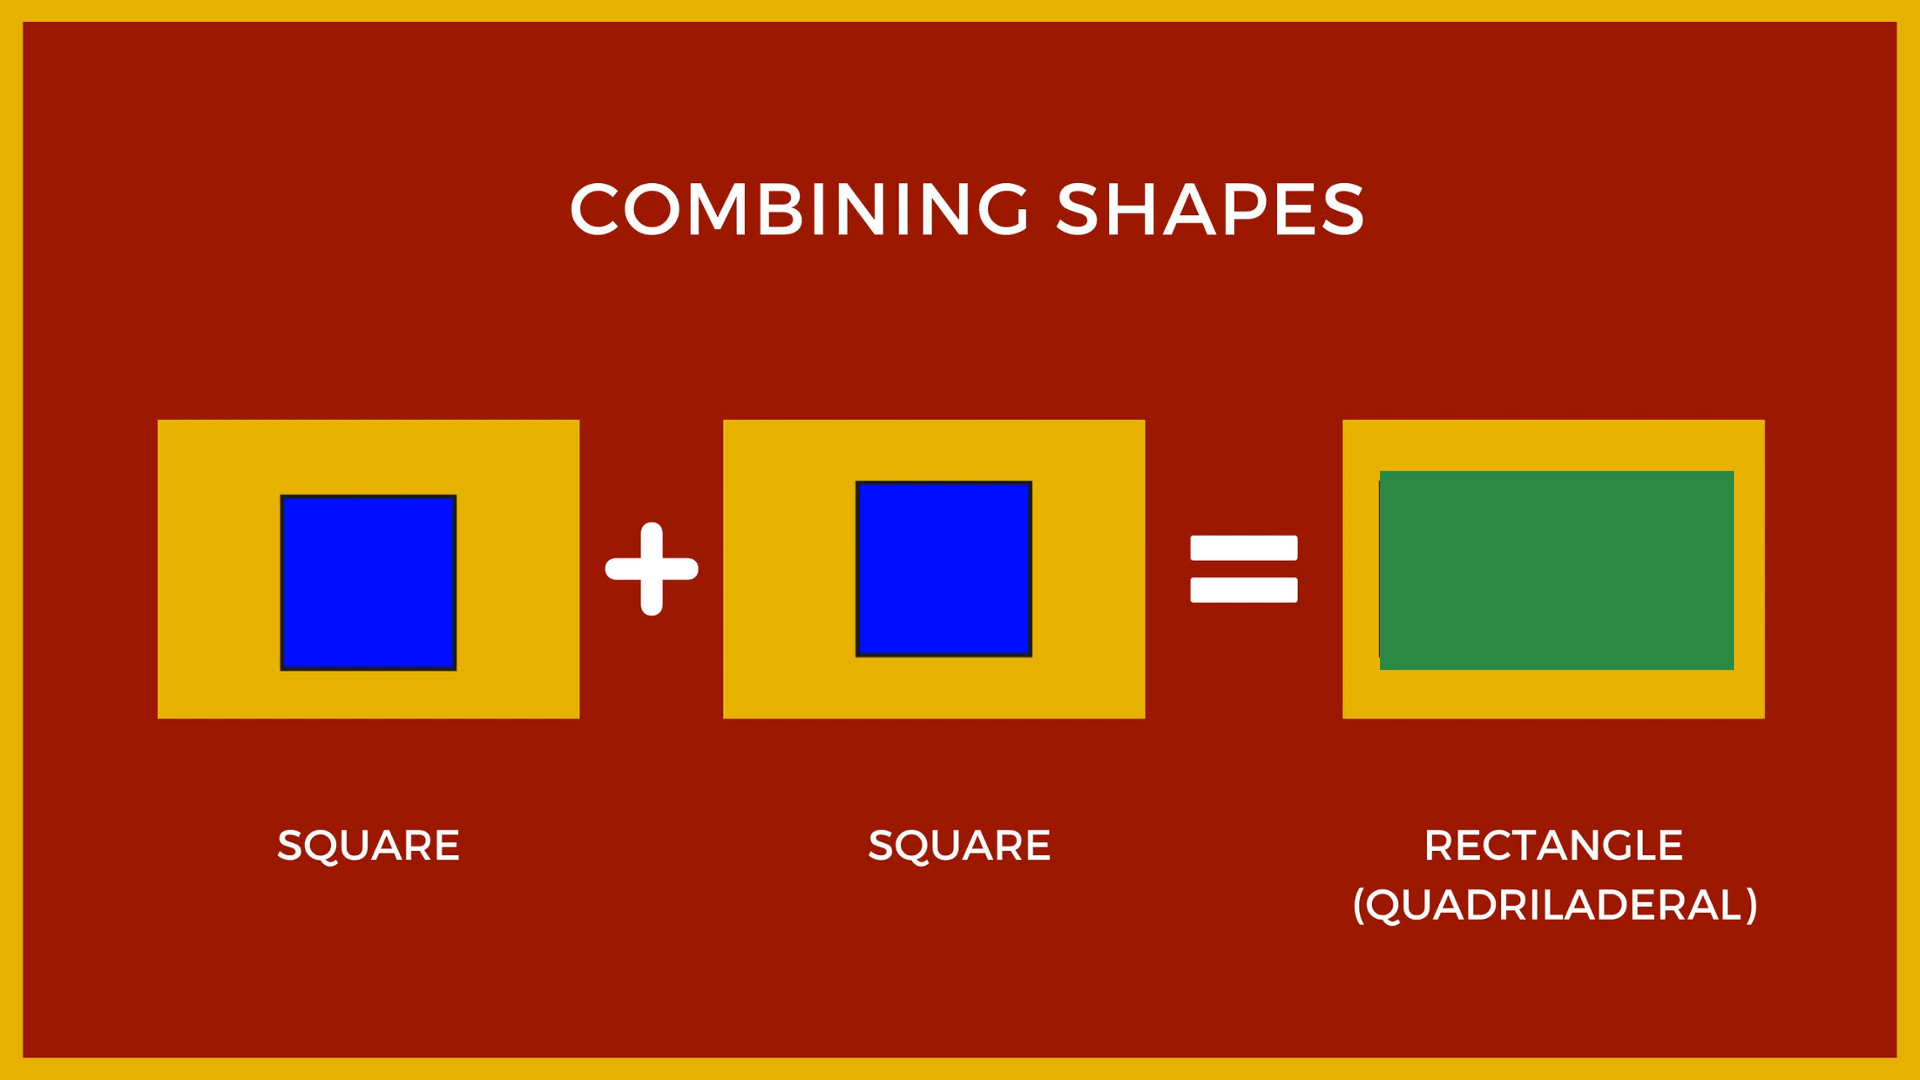 COMBINING SHAPES
SQUARE
SQUARE
RECTANGLE
(QUADRILADERAL)